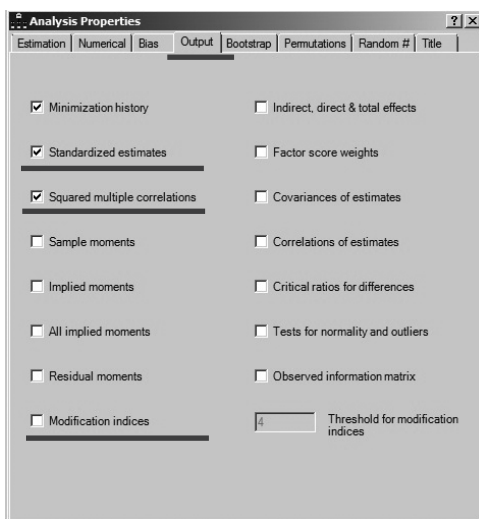 Analysis Properties
Estimation Numerical Bias Output Bootstrap Permutations Random # Title
Minimization history
Indirect, direct & total effects
Standardized estimates
Factor score weights
Squared multiple correlations
Covariances of estimates
Sample moments
Correlations of estimates
Implied moments
Critical ratios for differences
All implied moments
Tests for normality and outliers
Residual moments
Observed information matrix
Modification indices
4
Threshold for modification
indices